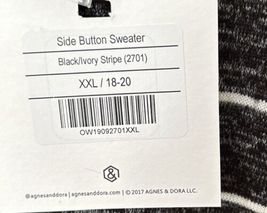 Side Button Sweater
Black/Ivory Stripe (2701)
XXL / 18-20
OW19092701XXL
&
@agnesanddora | agnesanddora.com | © 2017 AGNES & DORA LLC.